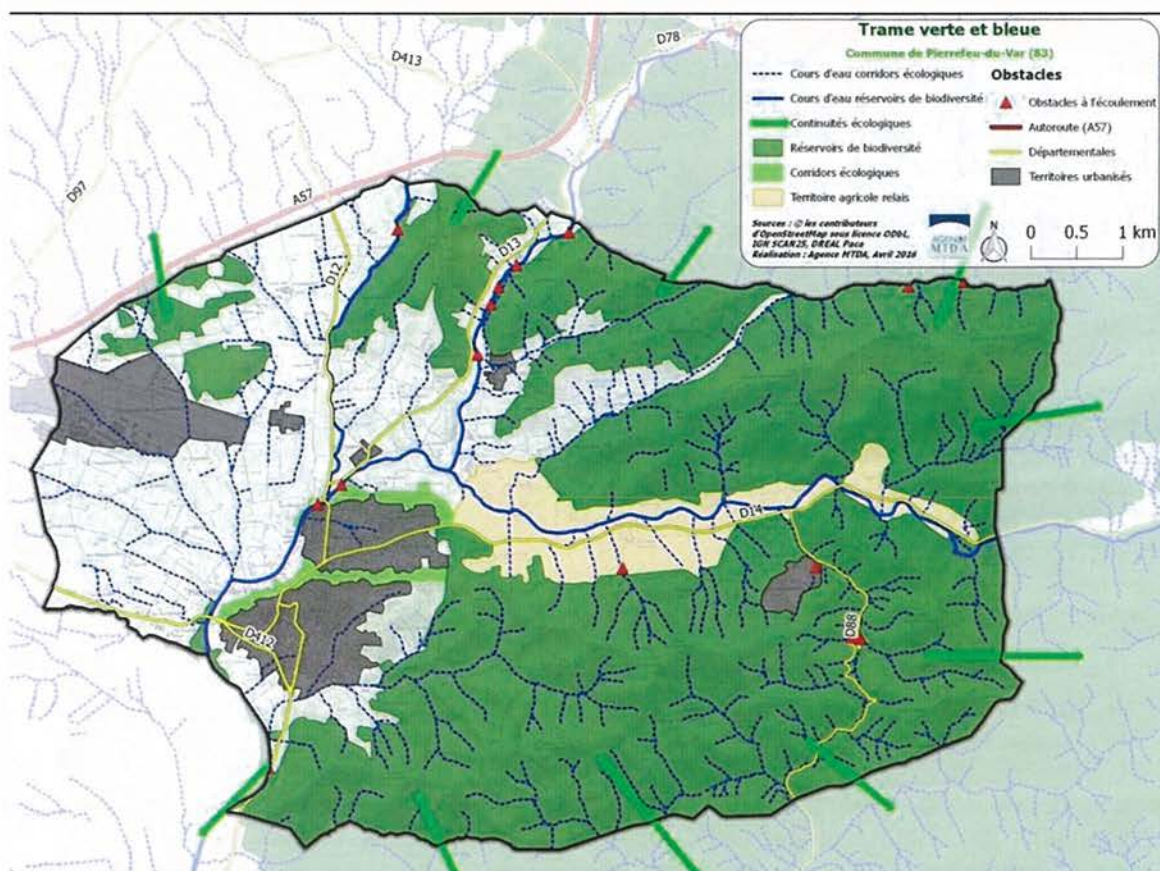 Trame verte et bleue
Commune de Pierrefeu-du-Var (83)
Cours d'eau corridors écologiques
Cours d'eau réservoirs de biodiversité
Continuités écologiques
Réservoirs de biodiversité
Corridors écologiques
Territoire agricole relais
Obstacles
Obstacles à l'écoulement
Autoroute (A57)
Départementales
Territoires urbanisés
Sources : © les contributeurs
d'OpenStreetMap sous licence ODbL,
IGN SCAN25, DREAL Paca
Réalisation : Agence MTDA, Avril 2016
MTDA
N
0 0.5 1 km
D78
D413
D97
A57
D12
D13
D14
D412
D88